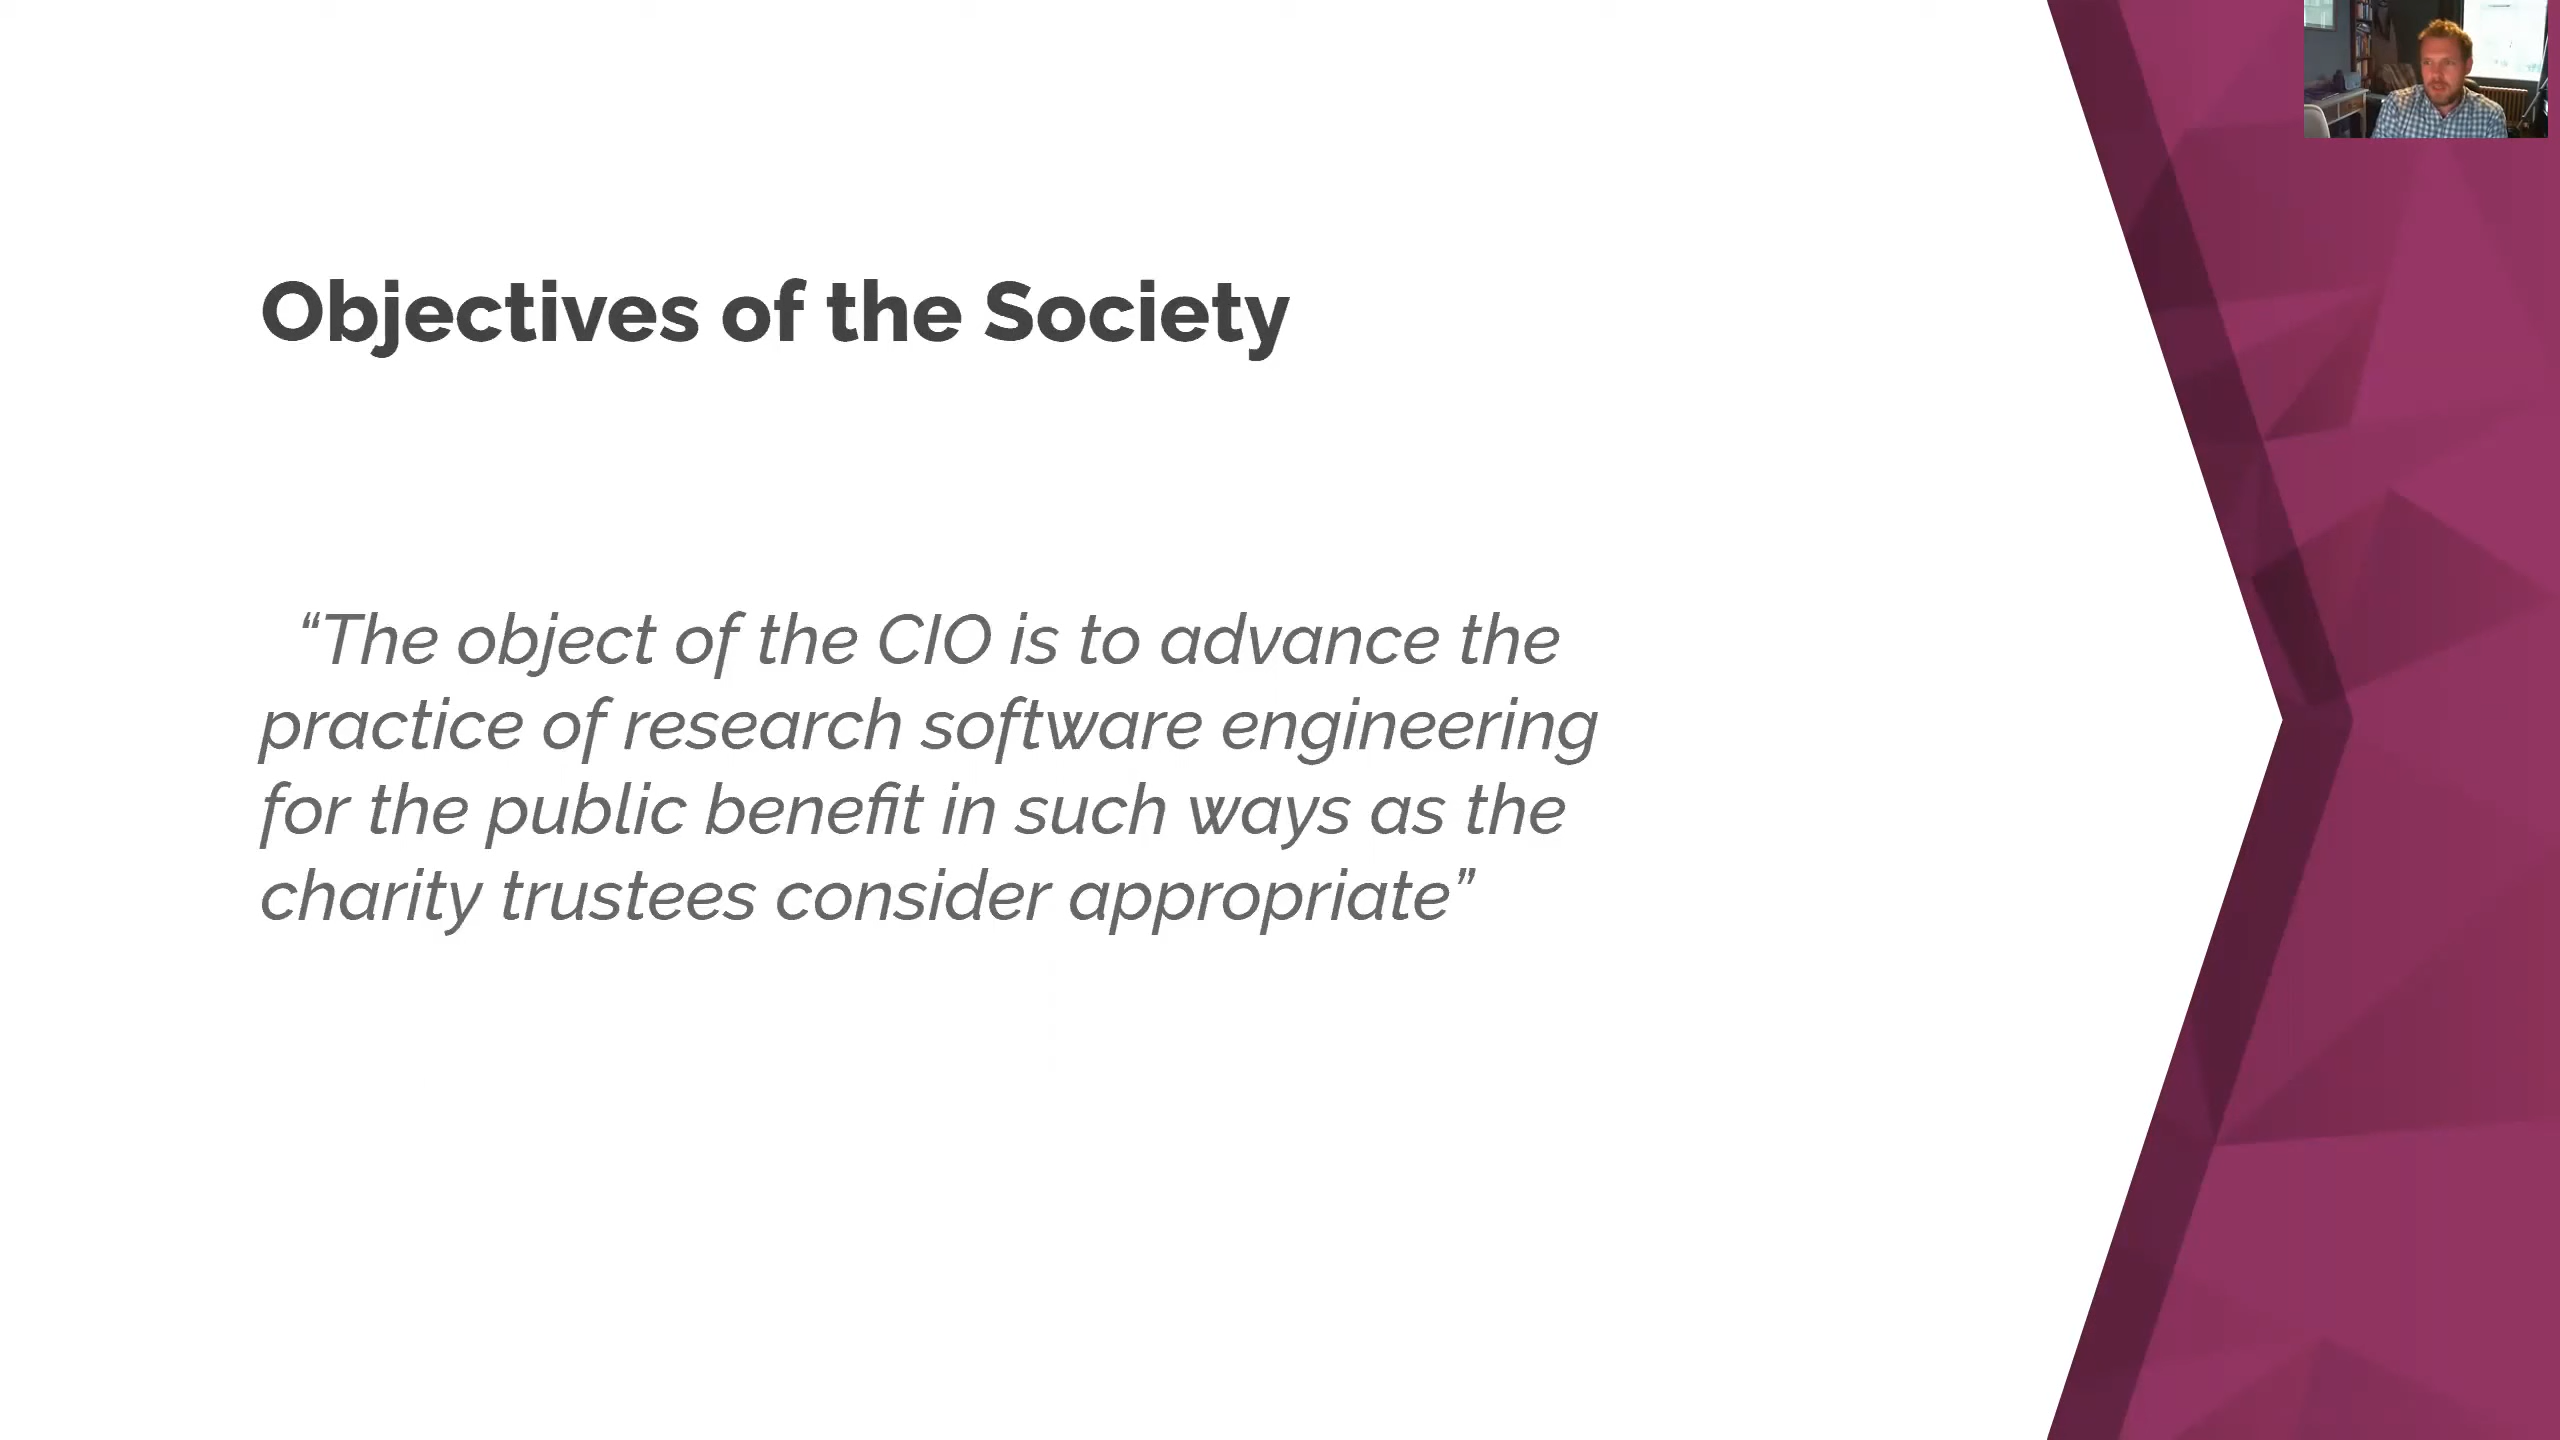 Objectives of the Society
“The object of the CIO is to advance the
practice of research software engineering
for the public benefit in such ways as the
charity trustees consider appropriate”